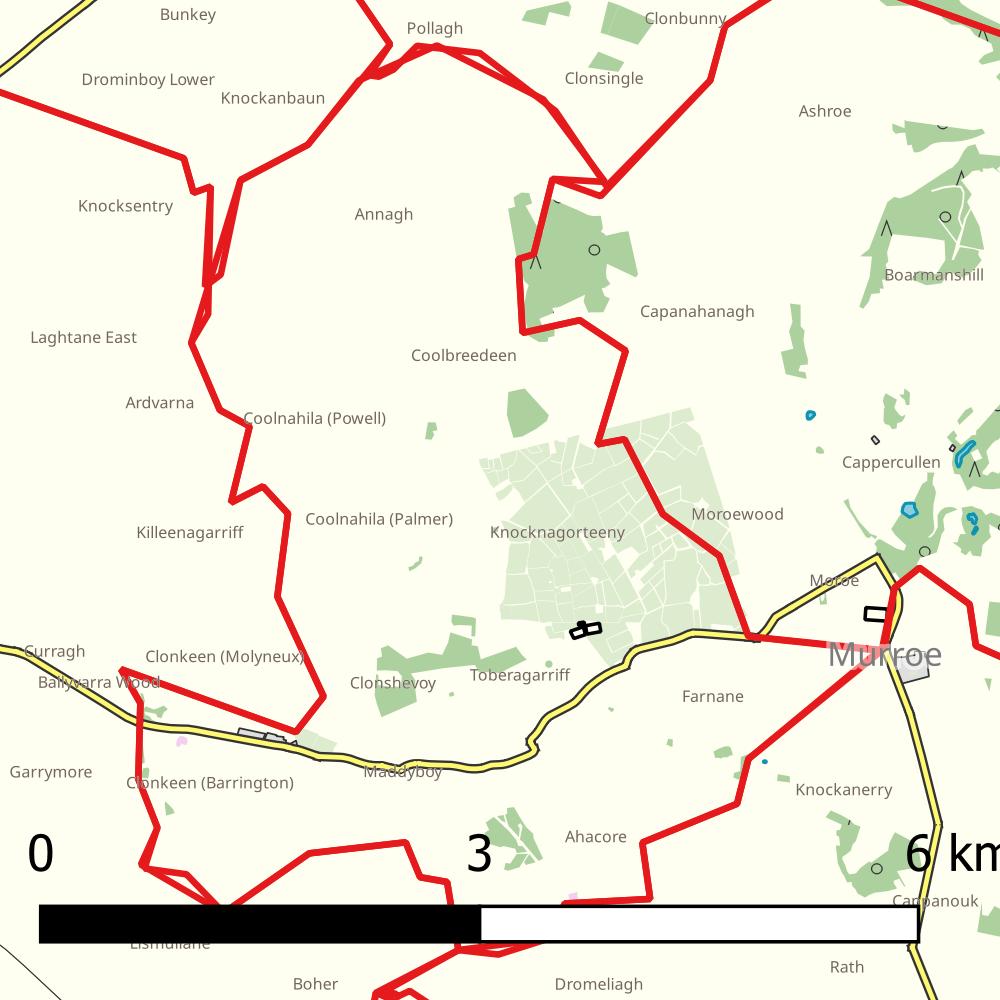 Bunkey
Pollagh
Clonbunny
Drominboy Lower
Knockanbaun
Clonsingle
Ashroe
Knocksentry
Annagh
Boarmanshill
Laghtane East
Capanahanagh
Coolbreedeen
Ardvarna
Coolnahila (Powell)
Cappercullen
Killeenagarriff
Coolnahila (Palmer)
Knocknagorteeny
Moroewood
Moroe
Curragh
Clonkeen (Molyneux)
Murroe
Ballyvarra Wood
Clonshevoy
Toberagarriff
Farnane
Garrymore
Clonkeen (Barrington)
Maddyboy
Knockanerry
Ahacore
0 3 6 km
Cappanouk
Lismullane
Boher
Dromeliagh
Rath